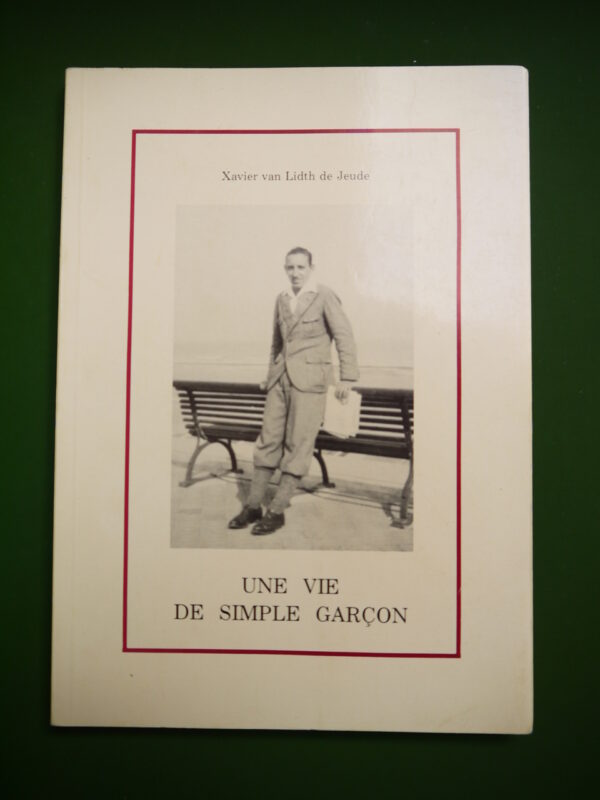 Xavier van Lidth de Jeude
UNE VIE
DE SIMPLE GARÇON